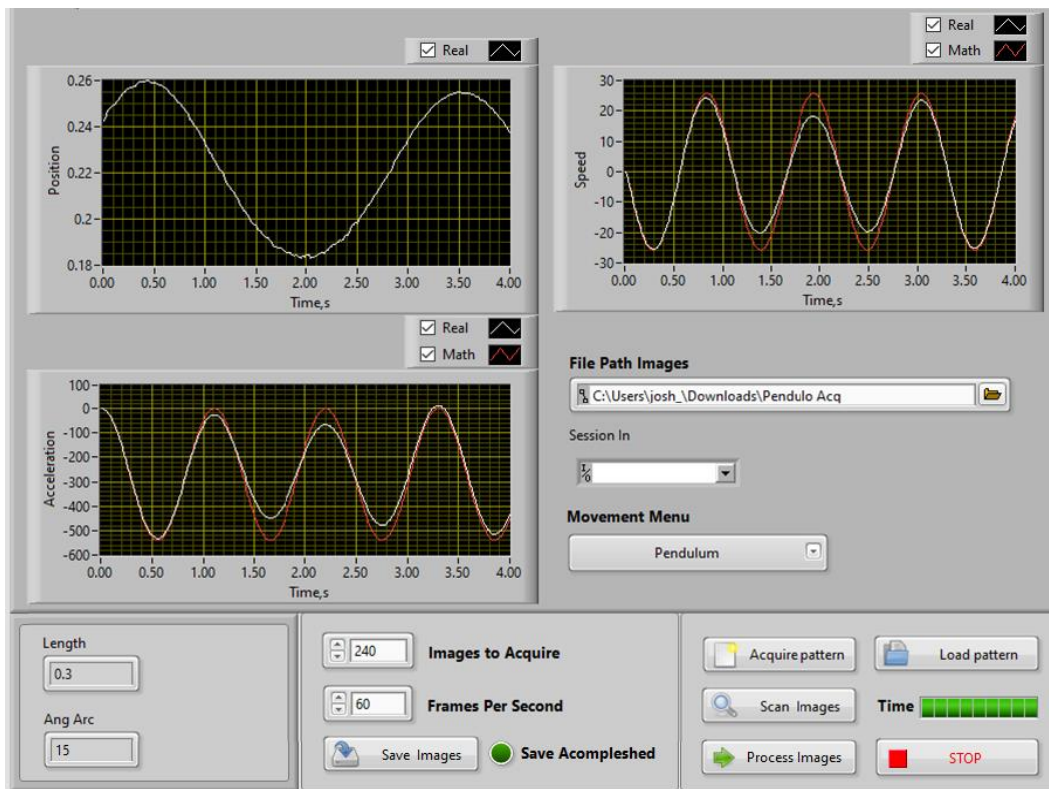 Real
0.26
0.24
0.22
0.2
0.18
Position
0.00 0.50 1.00 1.50 2.00 2.50 3.00 3.50 4.00
Time,s
Real
Math
30
20
10
0
-10
-20
-30
Speed
0.00 0.50 1.00 1.50 2.00 2.50 3.00 3.50 4.00
Time,s
Real
Math
100
0
-100
-200
-300
-400
-500
-600
Acceleration
0.00 0.50 1.00 1.50 2.00 2.50 3.00 3.50 4.00
Time,s
File Path Images
C:\Users\josh_\Downloads\Pendulo Acq
Session In
I/O
Movement Menu
Pendulum
Length
0.3
Ang Arc
15
240 Images to Acquire
60 Frames Per Second
Save Images Save Acompleshed
Acquire pattern Load pattern
Scan Images Time
Process Images STOP